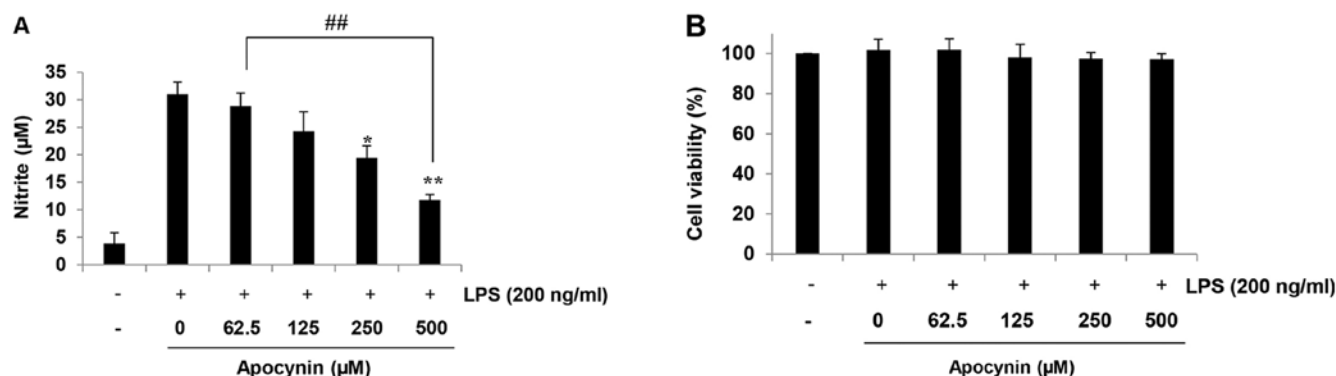 A
##
Nitrite (µM)
35
30
25
20
15
10
5
0
*
**
- + + + + + LPS (200 ng/ml)
- 0 62.5 125 250 500
Apocynin (µM)
B
Cell viability (%)
100
80
60
40
20
0
- + + + + + LPS (200 ng/ml)
- 0 62.5 125 250 500
Apocynin (µM)